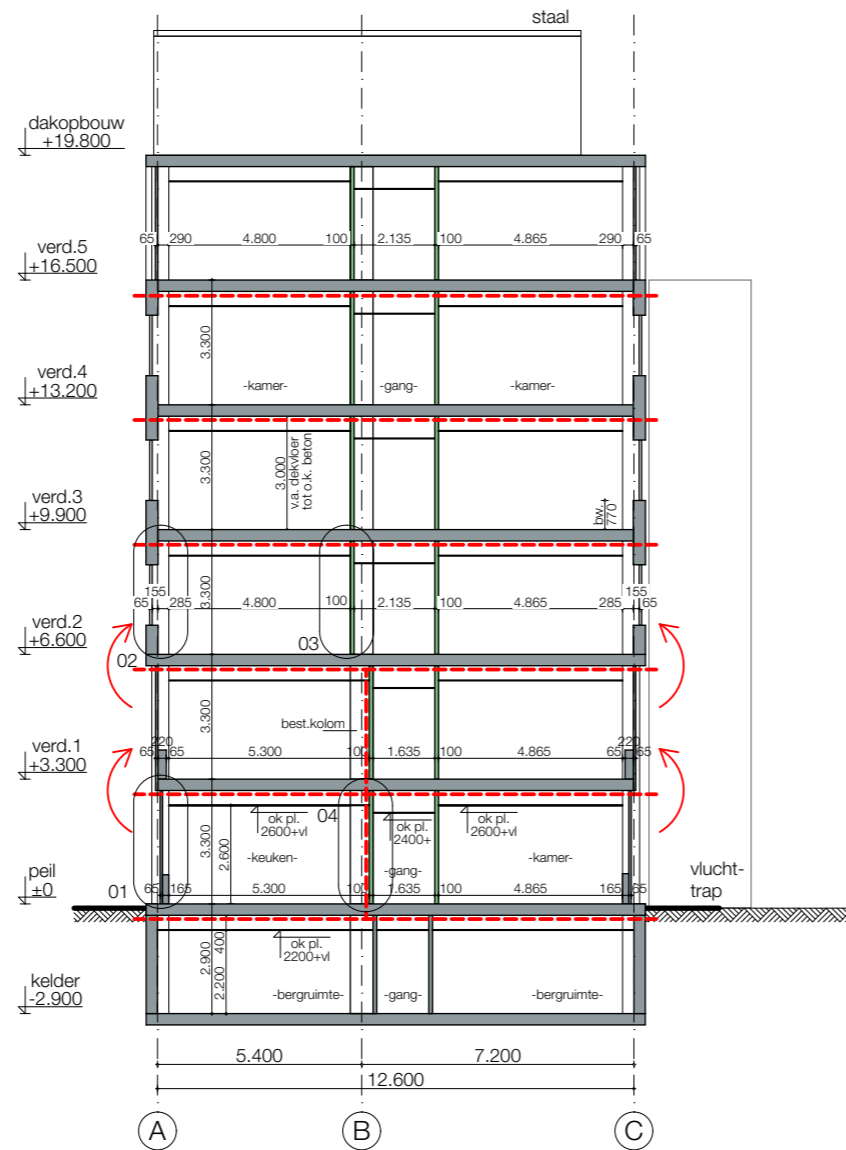 staal
dakopbouw
+19.800
65 290 4.800 100 2.135 100 4.865 290 65
verd.5
+16.500
3.300
-kamer- -gang- -kamer-
verd.4
+13.200
3.300
3.000
v.a. dekvloer
tot o.k. beton
bw.
770
verd.3
+9.900
3.300
155 155
65 285 4.800 100 2.135 100 4.865 285 65
verd.2
+6.600
02
03
3.300
best.kolom
220 220
65 65 5.300 100 1.635 100 4.865 65 65
verd.1
+3.300
04
ok pl.
2600+vl
ok pl.
2400+
ok pl.
2600+vl
3.300
2.600
-keuken- -gang- -kamer-
65 165 5.300 100 1.635 100 4.865 165 65
01
peil
±0
vlucht-
trap
400
ok pl.
2200+vl
2.900
2.200
-bergruimte- -gang- -bergruimte-
kelder
-2.900
5.400 7.200
12.600
A B C